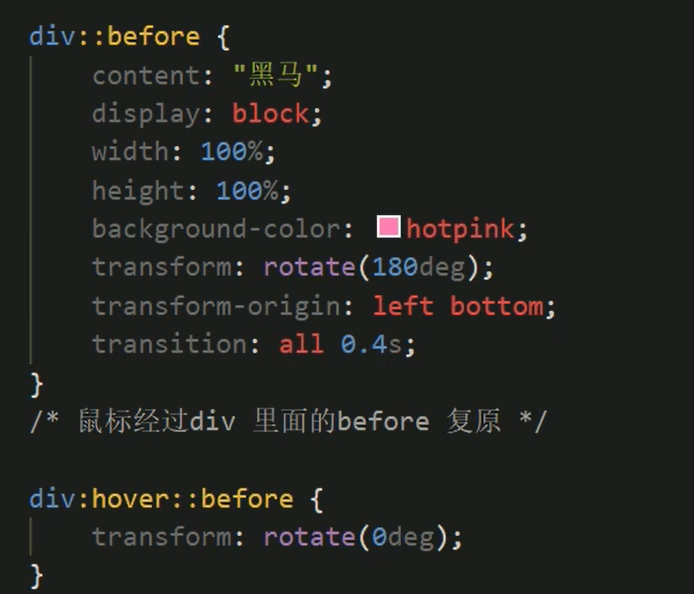 div::before {
content: "黑马";
display: block;
width: 100%;
height: 100%;
background-color: hotpink;
transform: rotate(180deg);
transform-origin: left bottom;
transition: all 0.4s;
}
/* 鼠标经过div 里面的before 复原 */
div:hover::before {
transform: rotate(0deg);
}